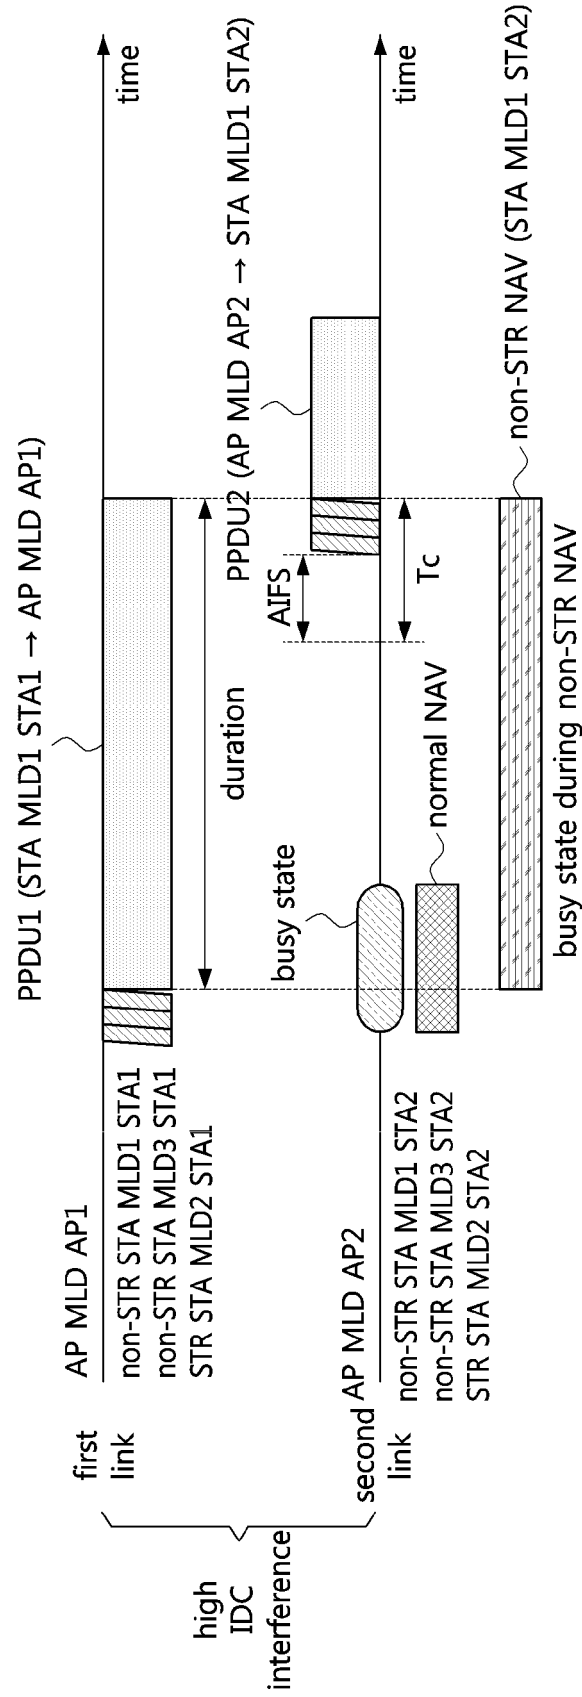 PPDU1 (STA MLD1 STA1 → AP MLD AP1)
first
link
AP MLD AP1
non-STR STA MLD1 STA1
non-STR STA MLD3 STA1
STR STA MLD2 STA1
time
duration
high
IDC
interference
PPDU2 (AP MLD AP2 → STA MLD1 STA2)
busy state
AIFS
second
link
AP MLD AP2
non-STR STA MLD1 STA2
non-STR STA MLD3 STA2
STR STA MLD2 STA2
time
Tc
normal NAV
non-STR NAV (STA MLD1 STA2)
busy state during non-STR NAV